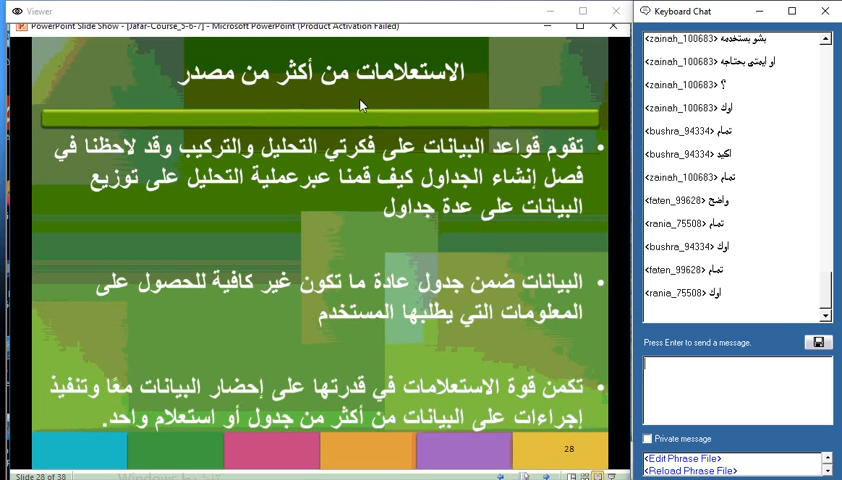 Viewer
PowerPoint Slide Show - [Jafar-Course_5-6-7] - Microsoft PowerPoint (Product Activation Failed)
الاستعلامات من أكثر من مصدر
• تقوم قواعد البيانات على فكرتي التحليل والتركيب وقد لاحظنا في
فصل إنشاء الجداول كيف قمنا عبرعملية التحليل على توزيع
البيانات على عدة جداول
• البيانات ضمن جدول عادة ما تكون غير كافية للحصول على
المعلومات التي يطلبها المستخدم
• تكمن قوة الاستعلامات في قدرتها على إحضار البيانات معًا وتنفيذ
إجراءات على البيانات من أكثر من جدول أو استعلام واحد.
28
Slide 28 of 38
Windows
Keyboard Chat
<zainah_100683> بشو بستخدمه
<zainah_100683> او ايمتى بحتاجه
<zainah_100683> ؟
<zainah_100683> اوك
<bushra_94334> تمام
<bushra_94334> اكيد
<zainah_100683> تمام
<faten_99628> واضح
<rania_75508> تمام
<bushra_94334> اوك
<faten_99628> تمام
<rania_75508> اوك
Press Enter to send a message.
Private message
<Edit Phrase File>
<Reload Phrase File>